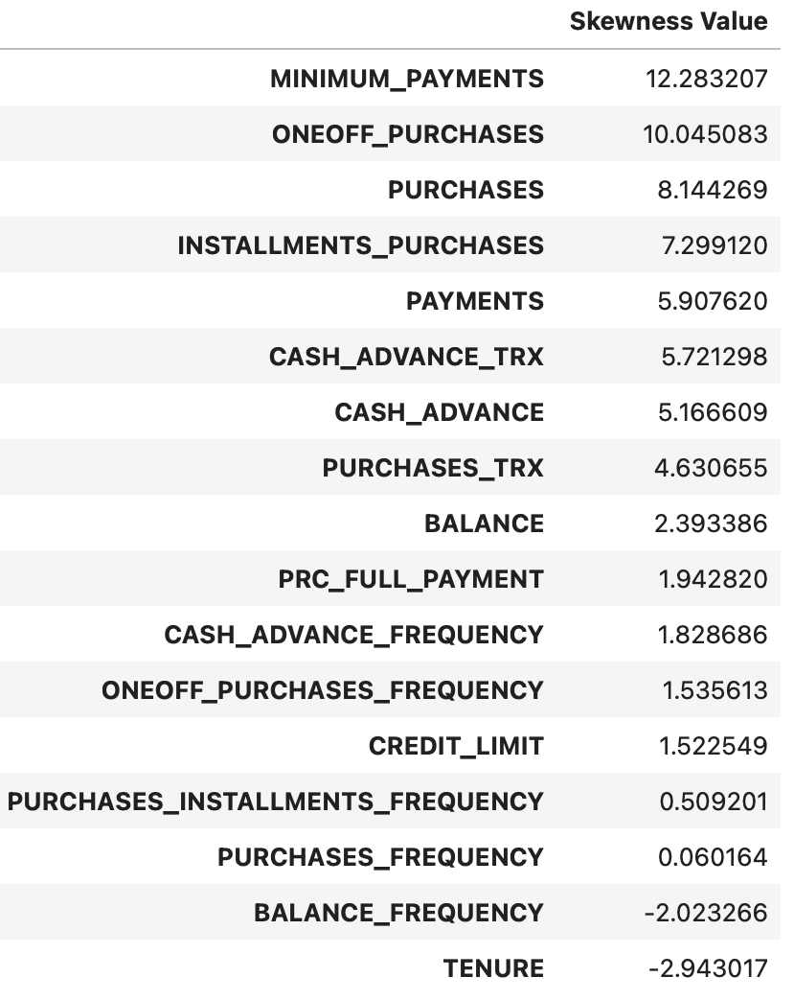 Skewness Value
MINIMUM_PAYMENTS 12.283207
ONEOFF_PURCHASES 10.045083
PURCHASES 8.144269
INSTALLMENTS_PURCHASES 7.299120
PAYMENTS 5.907620
CASH_ADVANCE_TRX 5.721298
CASH_ADVANCE 5.166609
PURCHASES_TRX 4.630655
BALANCE 2.393386
PRC_FULL_PAYMENT 1.942820
CASH_ADVANCE_FREQUENCY 1.828686
ONEOFF_PURCHASES_FREQUENCY 1.535613
CREDIT_LIMIT 1.522549
PURCHASES_INSTALLMENTS_FREQUENCY 0.509201
PURCHASES_FREQUENCY 0.060164
BALANCE_FREQUENCY -2.023266
TENURE -2.943017